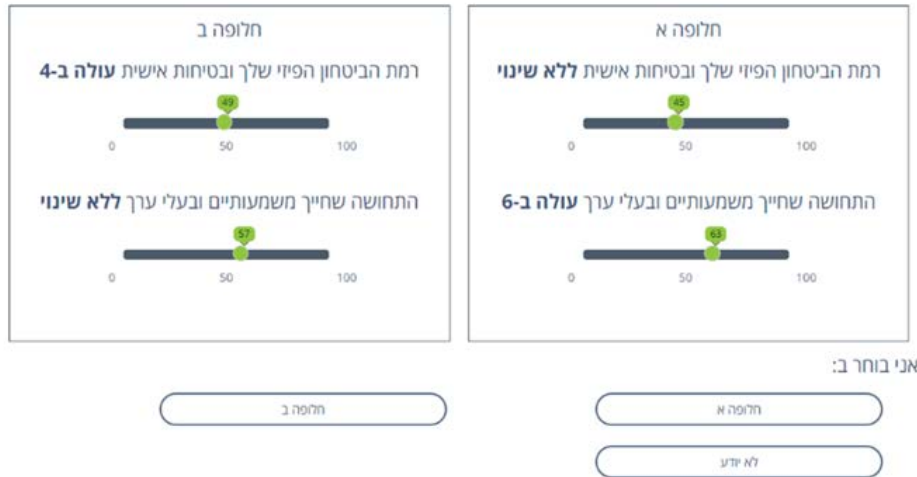 חלופה א
רמת הביטחון הפיזי שלך ובטיחות אישית ללא שינוי
45
0 50 100
התחושה שחייך משמעותיים ובעלי ערך עולה ב-6
63
0 50 100
חלופה ב
רמת הביטחון הפיזי שלך ובטיחות אישית עולה ב-4
49
0 50 100
התחושה שחייך משמעותיים ובעלי ערך ללא שינוי
57
0 50 100
אני בוחר ב:
חלופה א
חלופה ב
לא יודע